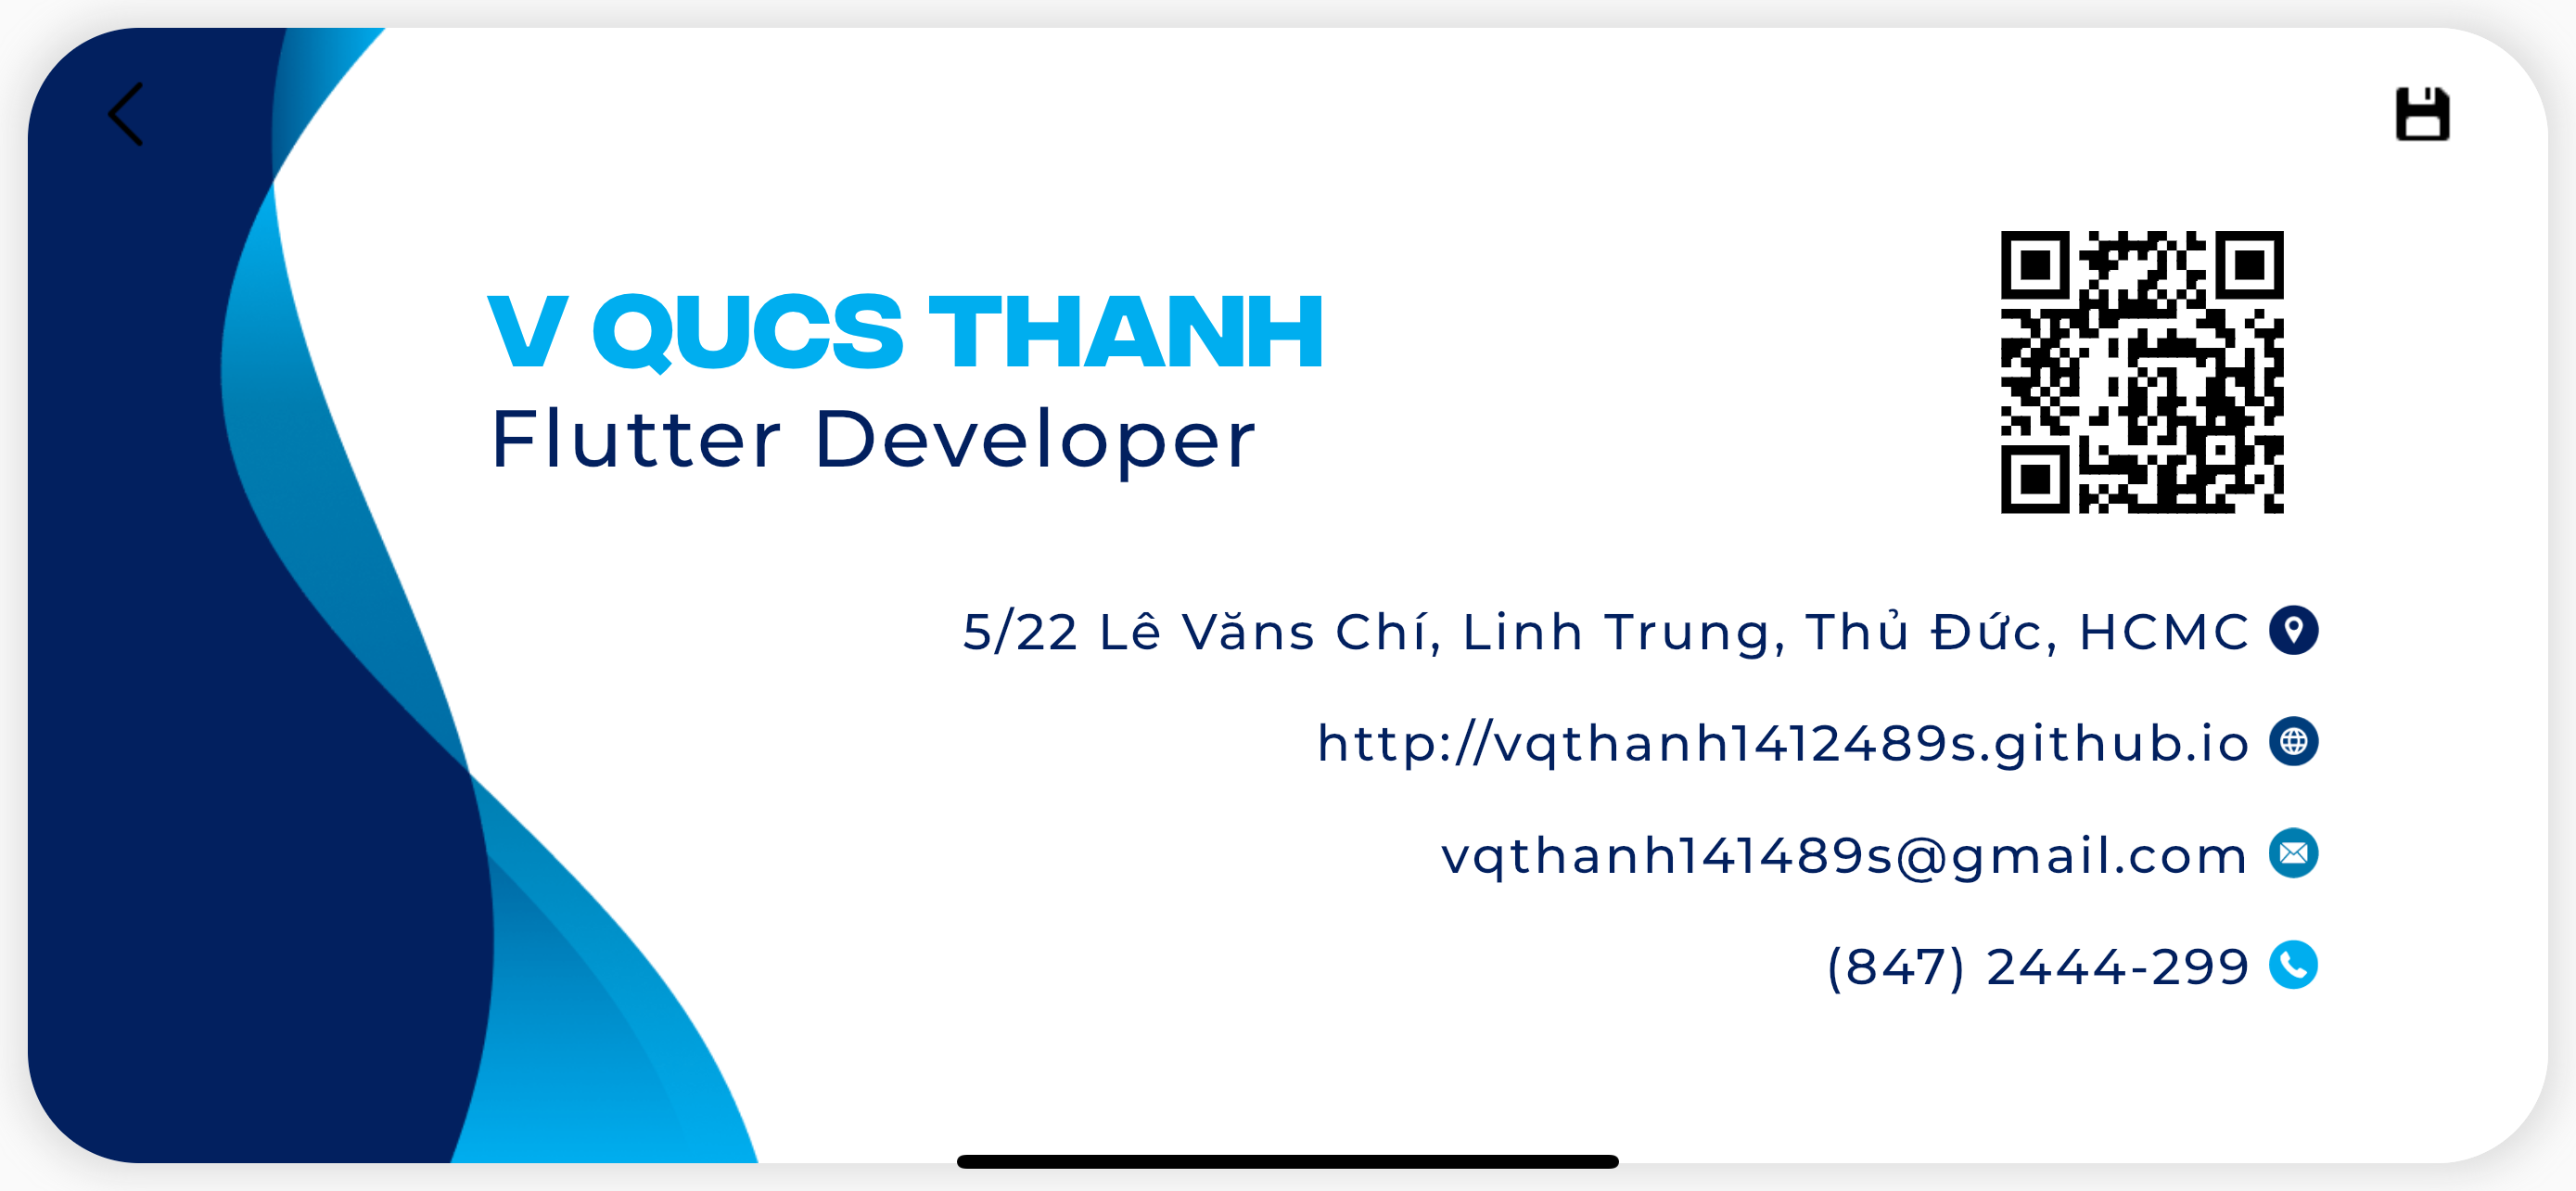 V QUCS THANH
Flutter Developer
5/22 Lê Văns Chí, Linh Trung, Thủ Đức, HCMC
http://vqthanh1412489s.github.io
vqthanh141489s@gmail.com
(847) 2444-299